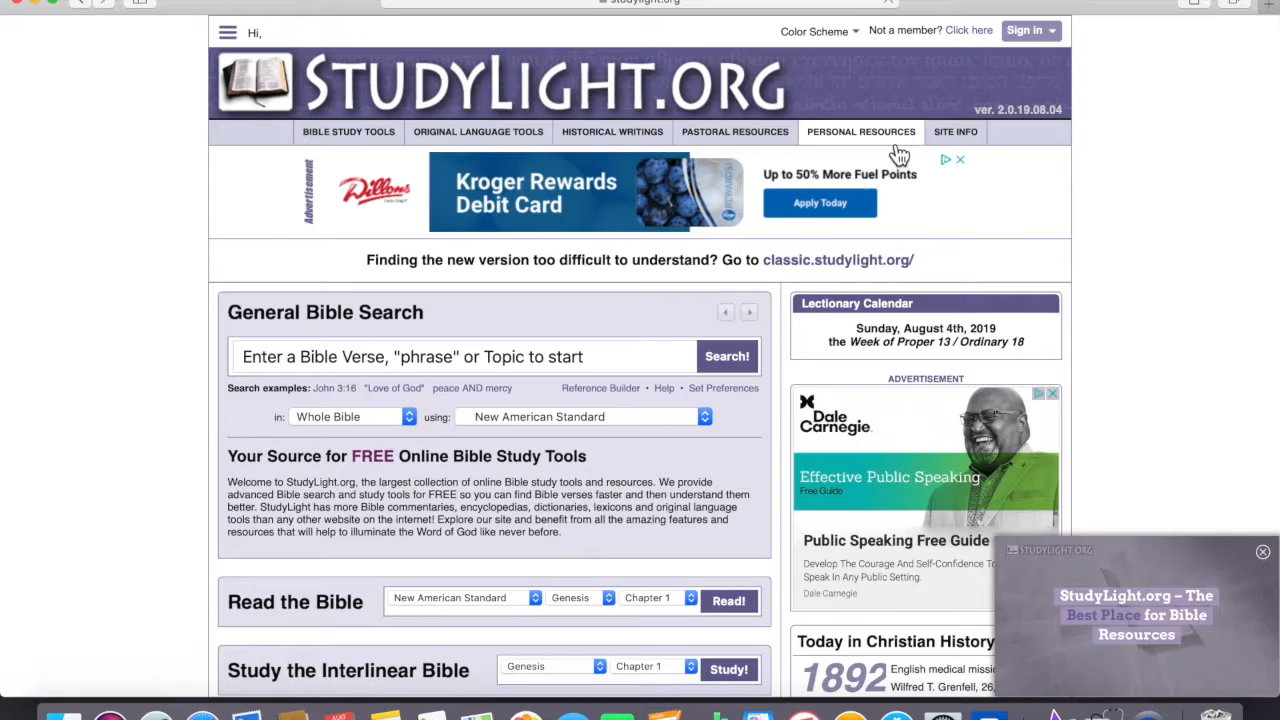 studylight.org
Hi,
Color Scheme
Not a member? Click here
Sign in
STUDYLIGHT.ORG
ver. 2.0.19.08.04
BIBLE STUDY TOOLS
ORIGINAL LANGUAGE TOOLS
HISTORICAL WRITINGS
PASTORAL RESOURCES
PERSONAL RESOURCES
SITE INFO
Advertisement
Dillons
Kroger Rewards
Debit Card
REWARDS
Up to 50% More Fuel Points
Apply Today
Finding the new version too difficult to understand? Go to classic.studylight.org/
General Bible Search
Enter a Bible Verse, "phrase" or Topic to start
Search!
Search examples: John 3:16 "Love of God" peace AND mercy
Reference Builder • Help • Set Preferences
in: Whole Bible using: New American Standard
Your Source for FREE Online Bible Study Tools
Welcome to StudyLight.org, the largest collection of online Bible study tools and resources. We provide
advanced Bible search and study tools for FREE so you can find Bible verses faster and then understand them
better. StudyLight has more Bible commentaries, encyclopedias, dictionaries, lexicons and original language
tools than any other website on the internet! Explore our site and benefit from all the amazing features and
resources that will help to illuminate the Word of God like never before.
Read the Bible
New American Standard
Genesis
Chapter 1
Read!
Study the Interlinear Bible
Genesis
Chapter 1
Study!
Lectionary Calendar
Sunday, August 4th, 2019
the Week of Proper 13 / Ordinary 18
ADVERTISEMENT
Dale
Carnegie
Effective Public Speaking
Free Guide
Public Speaking Free Guide
Develop The Courage And Self-Confidence To
Speak In Any Public Setting.
Dale Carnegie
Today in Christian History
1892
English medical
Wilfred T. Grenfell, 26,
STUDYLIGHT.ORG
StudyLight.org – The
Best Place for Bible
Resources
AUG